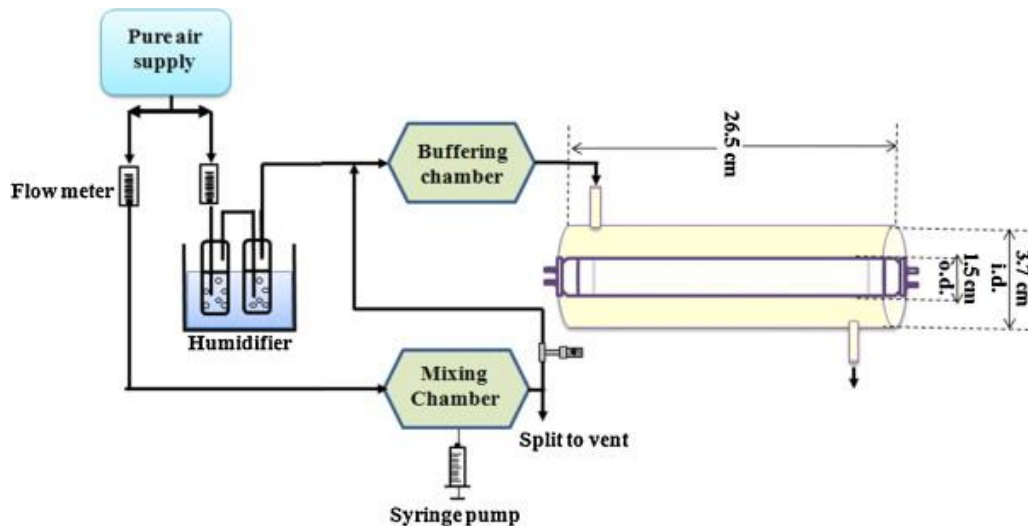 Pure air
supply
26.5 cm
Buffering
chamber
Flow meter
3.7 cm
i.d.
1.5 cm
o.d.
Humidifier
Mixing
Chamber
Split to vent
Syringe pump